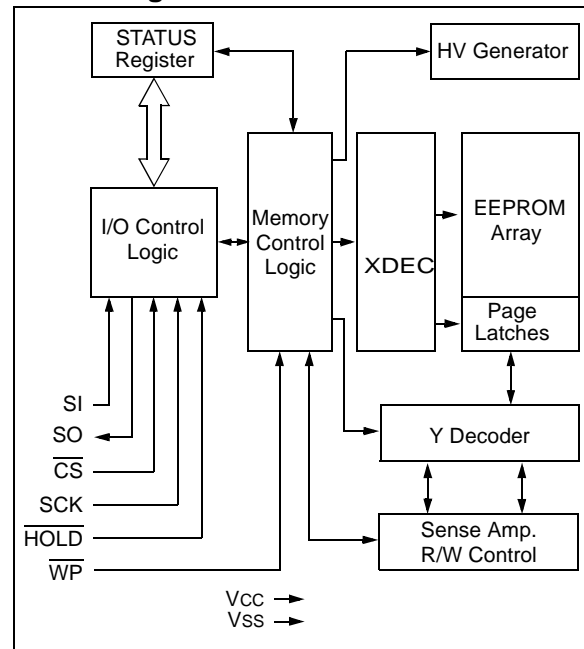 STATUS
Register
HV Generator
I/O Control
Logic
Memory
Control
Logic
XDEC
EEPROM
Array
Page
Latches
SI
SO
CS
SCK
HOLD
WP
Y Decoder
Sense Amp.
R/W Control
VCC
VSS